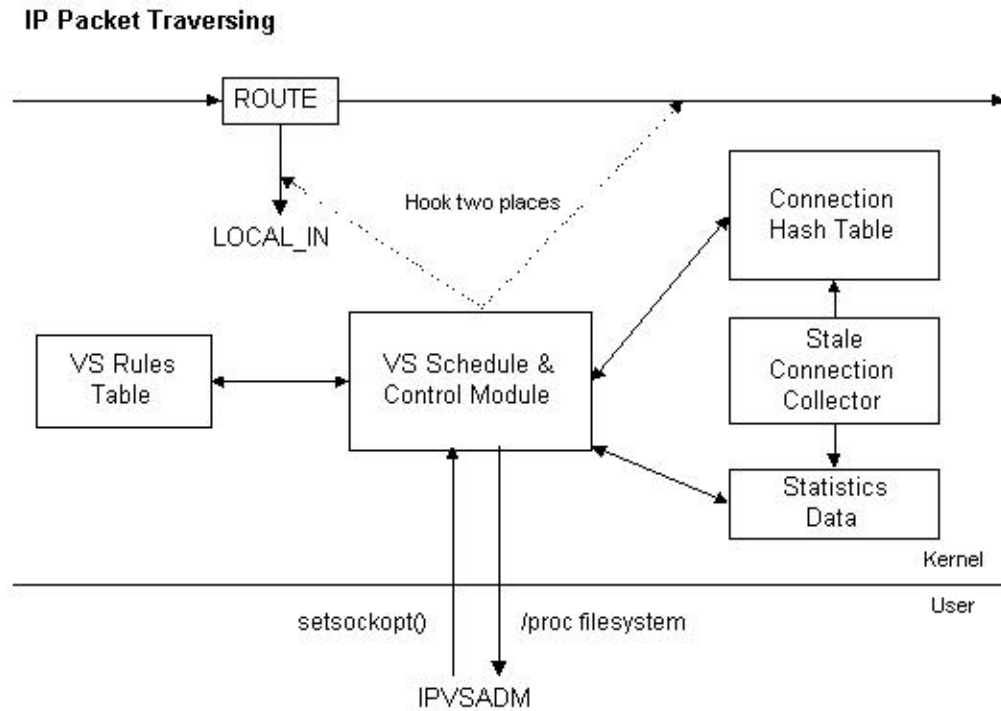 IP Packet Traversing
ROUTE
Hook two places
LOCAL_IN
Connection
Hash Table
VS Rules
Table
VS Schedule &
Control Module
Stale
Connection
Collector
Statistics
Data
Kernel
User
setsockopt()
/proc filesystem
IPVSADM